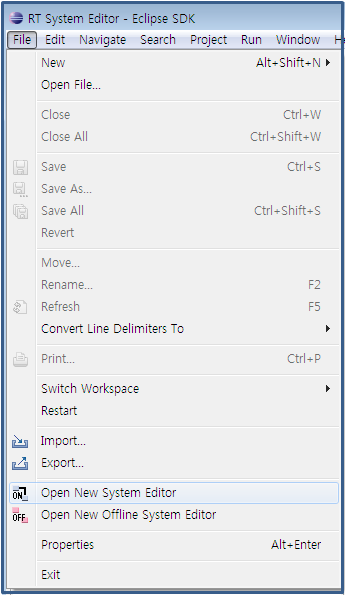 RT System Editor - Eclipse SDK
File Edit Navigate Search Project Run Window
New Alt+Shift+N
Open File...
Close Ctrl+W
Close All Ctrl+Shift+W
Save Ctrl+S
Save As...
Save All Ctrl+Shift+S
Revert
Move...
Rename... F2
Refresh F5
Convert Line Delimiters To
Print... Ctrl+P
Switch Workspace
Restart
Import...
Export...
ON Open New System Editor
OFF Open New Offline System Editor
Properties Alt+Enter
Exit